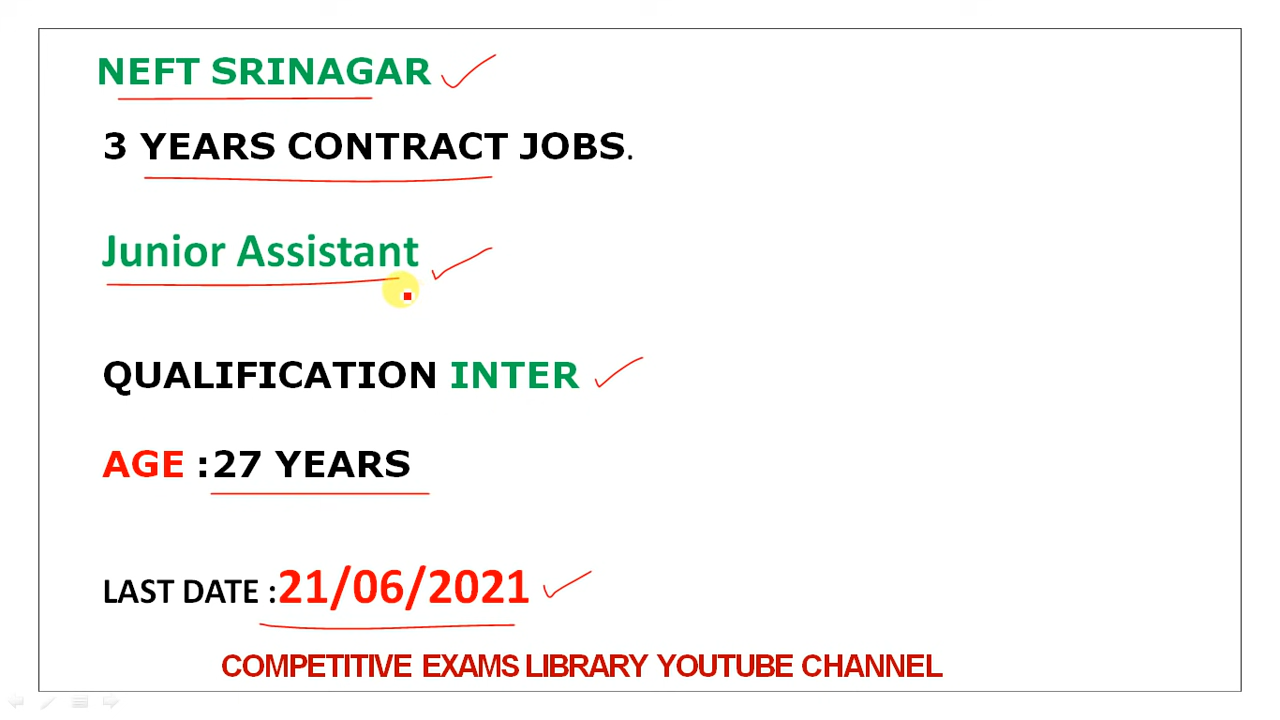 NEFT SRINAGAR
3 YEARS CONTRACT JOBS.
Junior Assistant
QUALIFICATION INTER
AGE :27 YEARS
LAST DATE :21/06/2021
COMPETITIVE EXAMS LIBRARY YOUTUBE CHANNEL